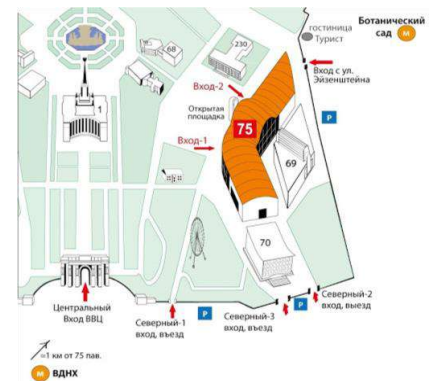 Ботанический
сад М
гостиница
Турист
Вход с ул.
Эйзенштейна
68
230
Вход-2
Открытая
площадка
P
1
75
Вход-1
69
70
Центральный
Вход ВВЦ
Северный-1
вход, въезд
P
Северный-3
вход, въезд
P
Северный-2
вход, выезд
≈1 км от 75 пав.
М ВДНХ